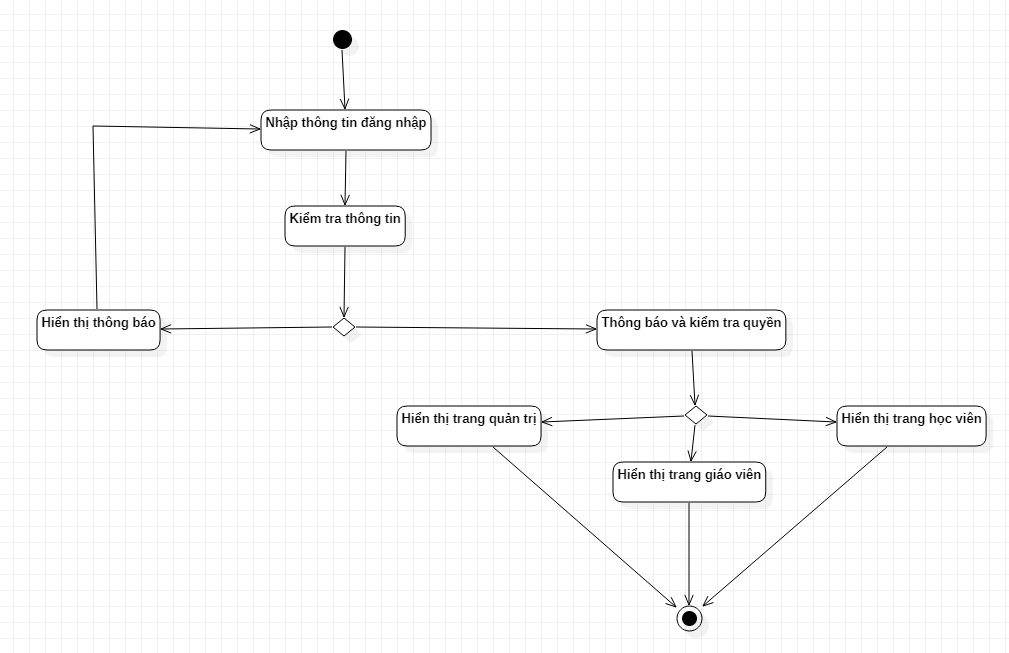 Nhập thông tin đăng nhập
Kiểm tra thông tin
Hiển thị thông báo
Thông báo và kiểm tra quyền
Hiển thị trang quản trị
Hiển thị trang học viên
Hiển thị trang giáo viên